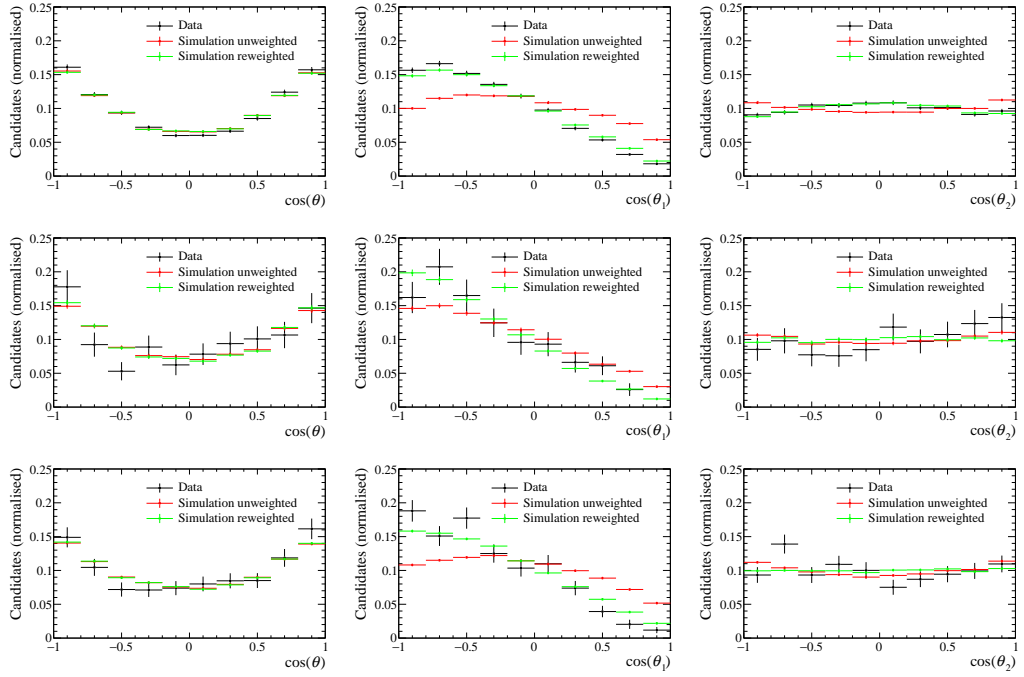 Candidates (normalised)
0.25
0.2
0.15
0.1
0.05
0
Data
Simulation unweighted
Simulation reweighted
−1 −0.5 0 0.5 1
cos(θ)
Candidates (normalised)
0.25
0.2
0.15
0.1
0.05
0
Data
Simulation unweighted
Simulation reweighted
−1 −0.5 0 0.5 1
cos(θ₁)
Candidates (normalised)
0.25
0.2
0.15
0.1
0.05
0
Data
Simulation unweighted
Simulation reweighted
−1 −0.5 0 0.5 1
cos(θ₂)
Candidates (normalised)
0.25
0.2
0.15
0.1
0.05
0
Data
Simulation unweighted
Simulation reweighted
−1 −0.5 0 0.5 1
cos(θ)
Candidates (normalised)
0.25
0.2
0.15
0.1
0.05
0
Data
Simulation unweighted
Simulation reweighted
−1 −0.5 0 0.5 1
cos(θ₁)
Candidates (normalised)
0.25
0.2
0.15
0.1
0.05
0
Data
Simulation unweighted
Simulation reweighted
−1 −0.5 0 0.5 1
cos(θ₂)
Candidates (normalised)
0.25
0.2
0.15
0.1
0.05
0
Data
Simulation unweighted
Simulation reweighted
−1 −0.5 0 0.5 1
cos(θ)
Candidates (normalised)
0.25
0.2
0.15
0.1
0.05
0
Data
Simulation unweighted
Simulation reweighted
−1 −0.5 0 0.5 1
cos(θ₁)
Candidates (normalised)
0.25
0.2
0.15
0.1
0.05
0
Data
Simulation unweighted
Simulation reweighted
−1 −0.5 0 0.5 1
cos(θ₂)